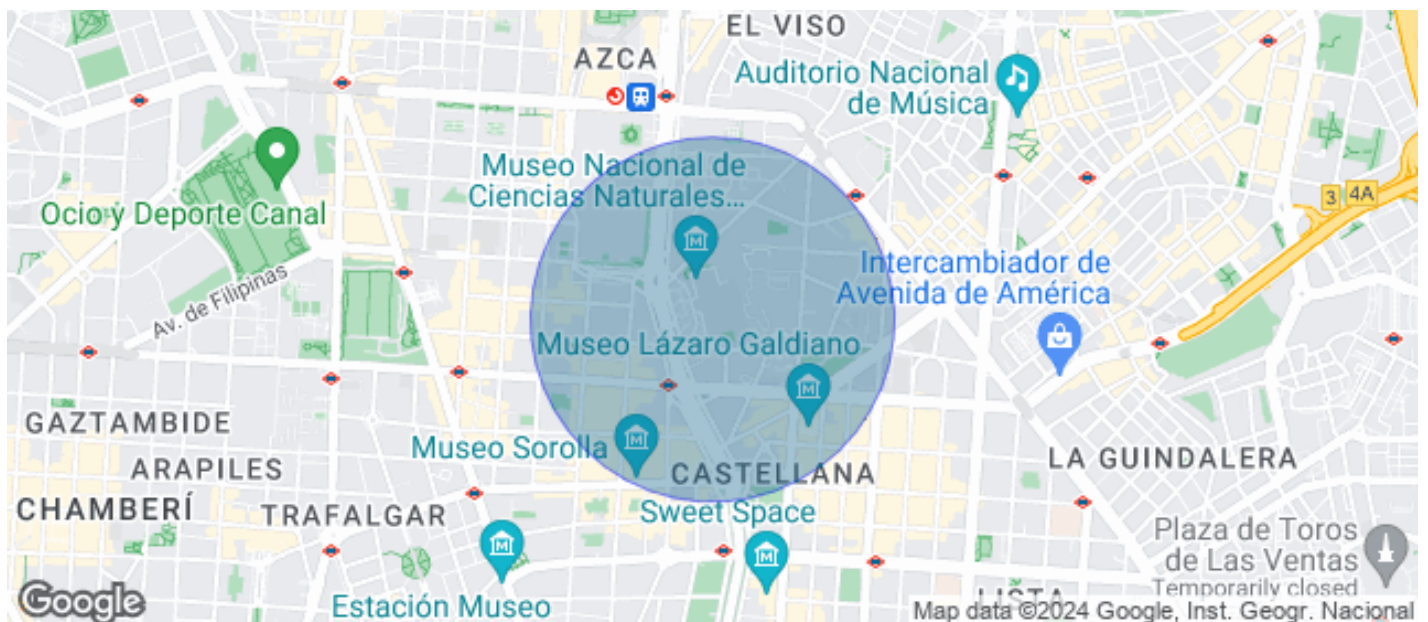 EL VISO
AZCA
Auditorio Nacional
de Música
Museo Nacional de
Ciencias Naturales...
3
4A
Ocio y Deporte Canal
Av. de Filipinas
Intercambiador de
Avenida de América
Museo Lázaro Galdiano
GAZTAMBIDE
Museo Sorolla
ARAPILES
CASTELLANA
LA GUINDALERA
CHAMBERÍ
TRAFALGAR
Sweet Space
Plaza de Toros
de Las Ventas
Temporarily closed
LISTA
Google
Estación Museo
Map data ©2024 Google, Inst. Geogr. Nacional